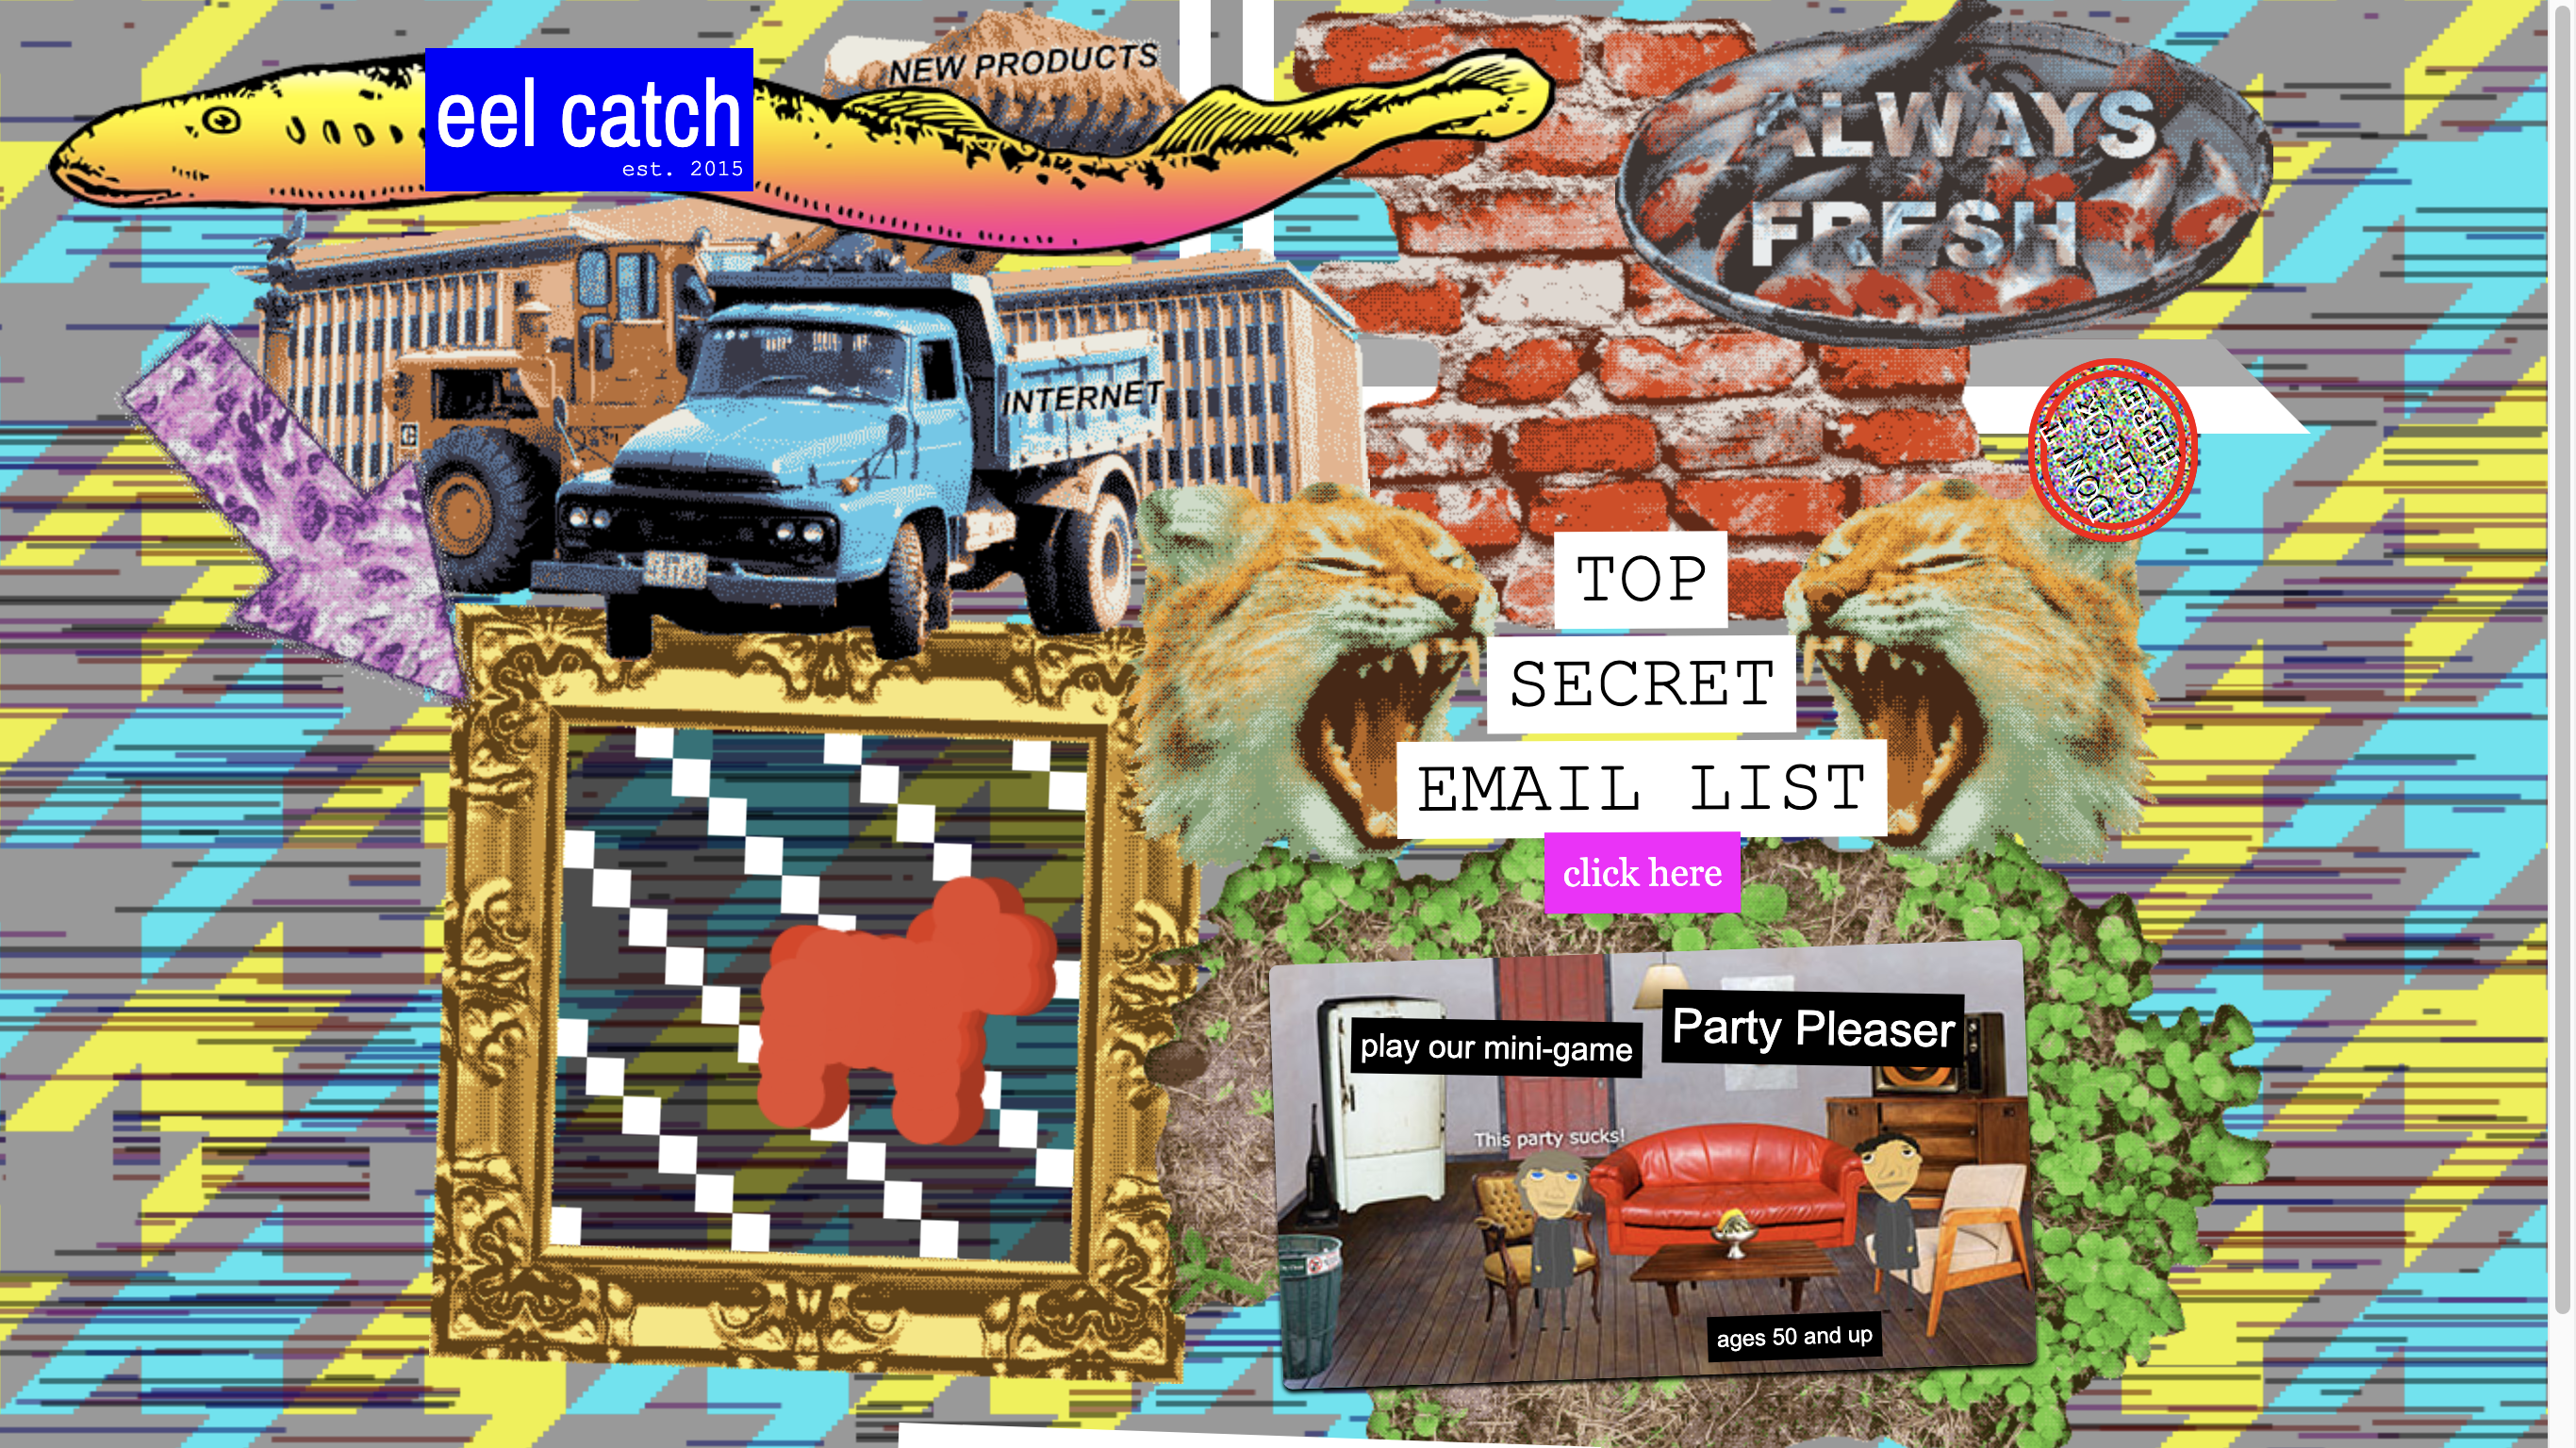 NEW PRODUCTS
eel catch
est. 2015
ALWAYS
FRESH
INTERNET
DON'T
CLICK
HERE
TOP
SECRET
EMAIL LIST
click here
play our mini-game
Party Pleaser
This party sucks!
ages 50 and up